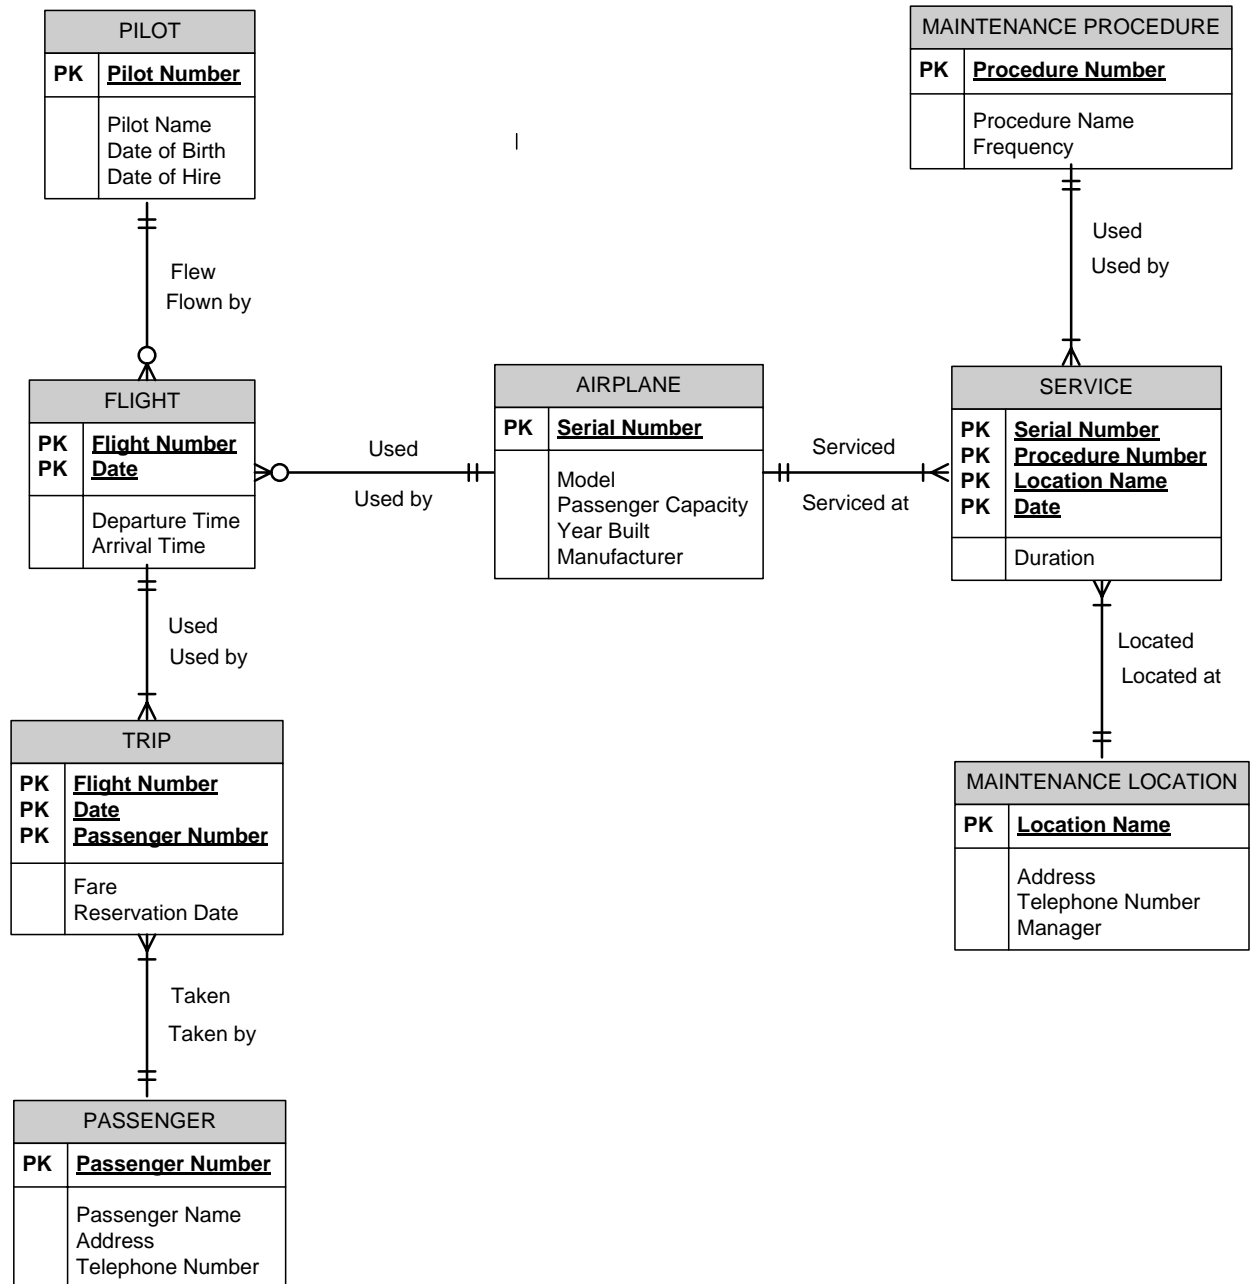 PILOT
PK Pilot Number
Pilot Name
Date of Birth
Date of Hire
MAINTENANCE PROCEDURE
PK Procedure Number
Procedure Name
Frequency
Flew
Flown by
Used
Used by
FLIGHT
PK Flight Number
PK Date
Departure Time
Arrival Time
Used
Used by
AIRPLANE
PK Serial Number
Model
Passenger Capacity
Year Built
Manufacturer
Serviced
Serviced at
SERVICE
PK Serial Number
PK Procedure Number
PK Location Name
PK Date
Duration
Used
Used by
Located
Located at
TRIP
PK Flight Number
PK Date
PK Passenger Number
Fare
Reservation Date
MAINTENANCE LOCATION
PK Location Name
Address
Telephone Number
Manager
Taken
Taken by
PASSENGER
PK Passenger Number
Passenger Name
Address
Telephone Number